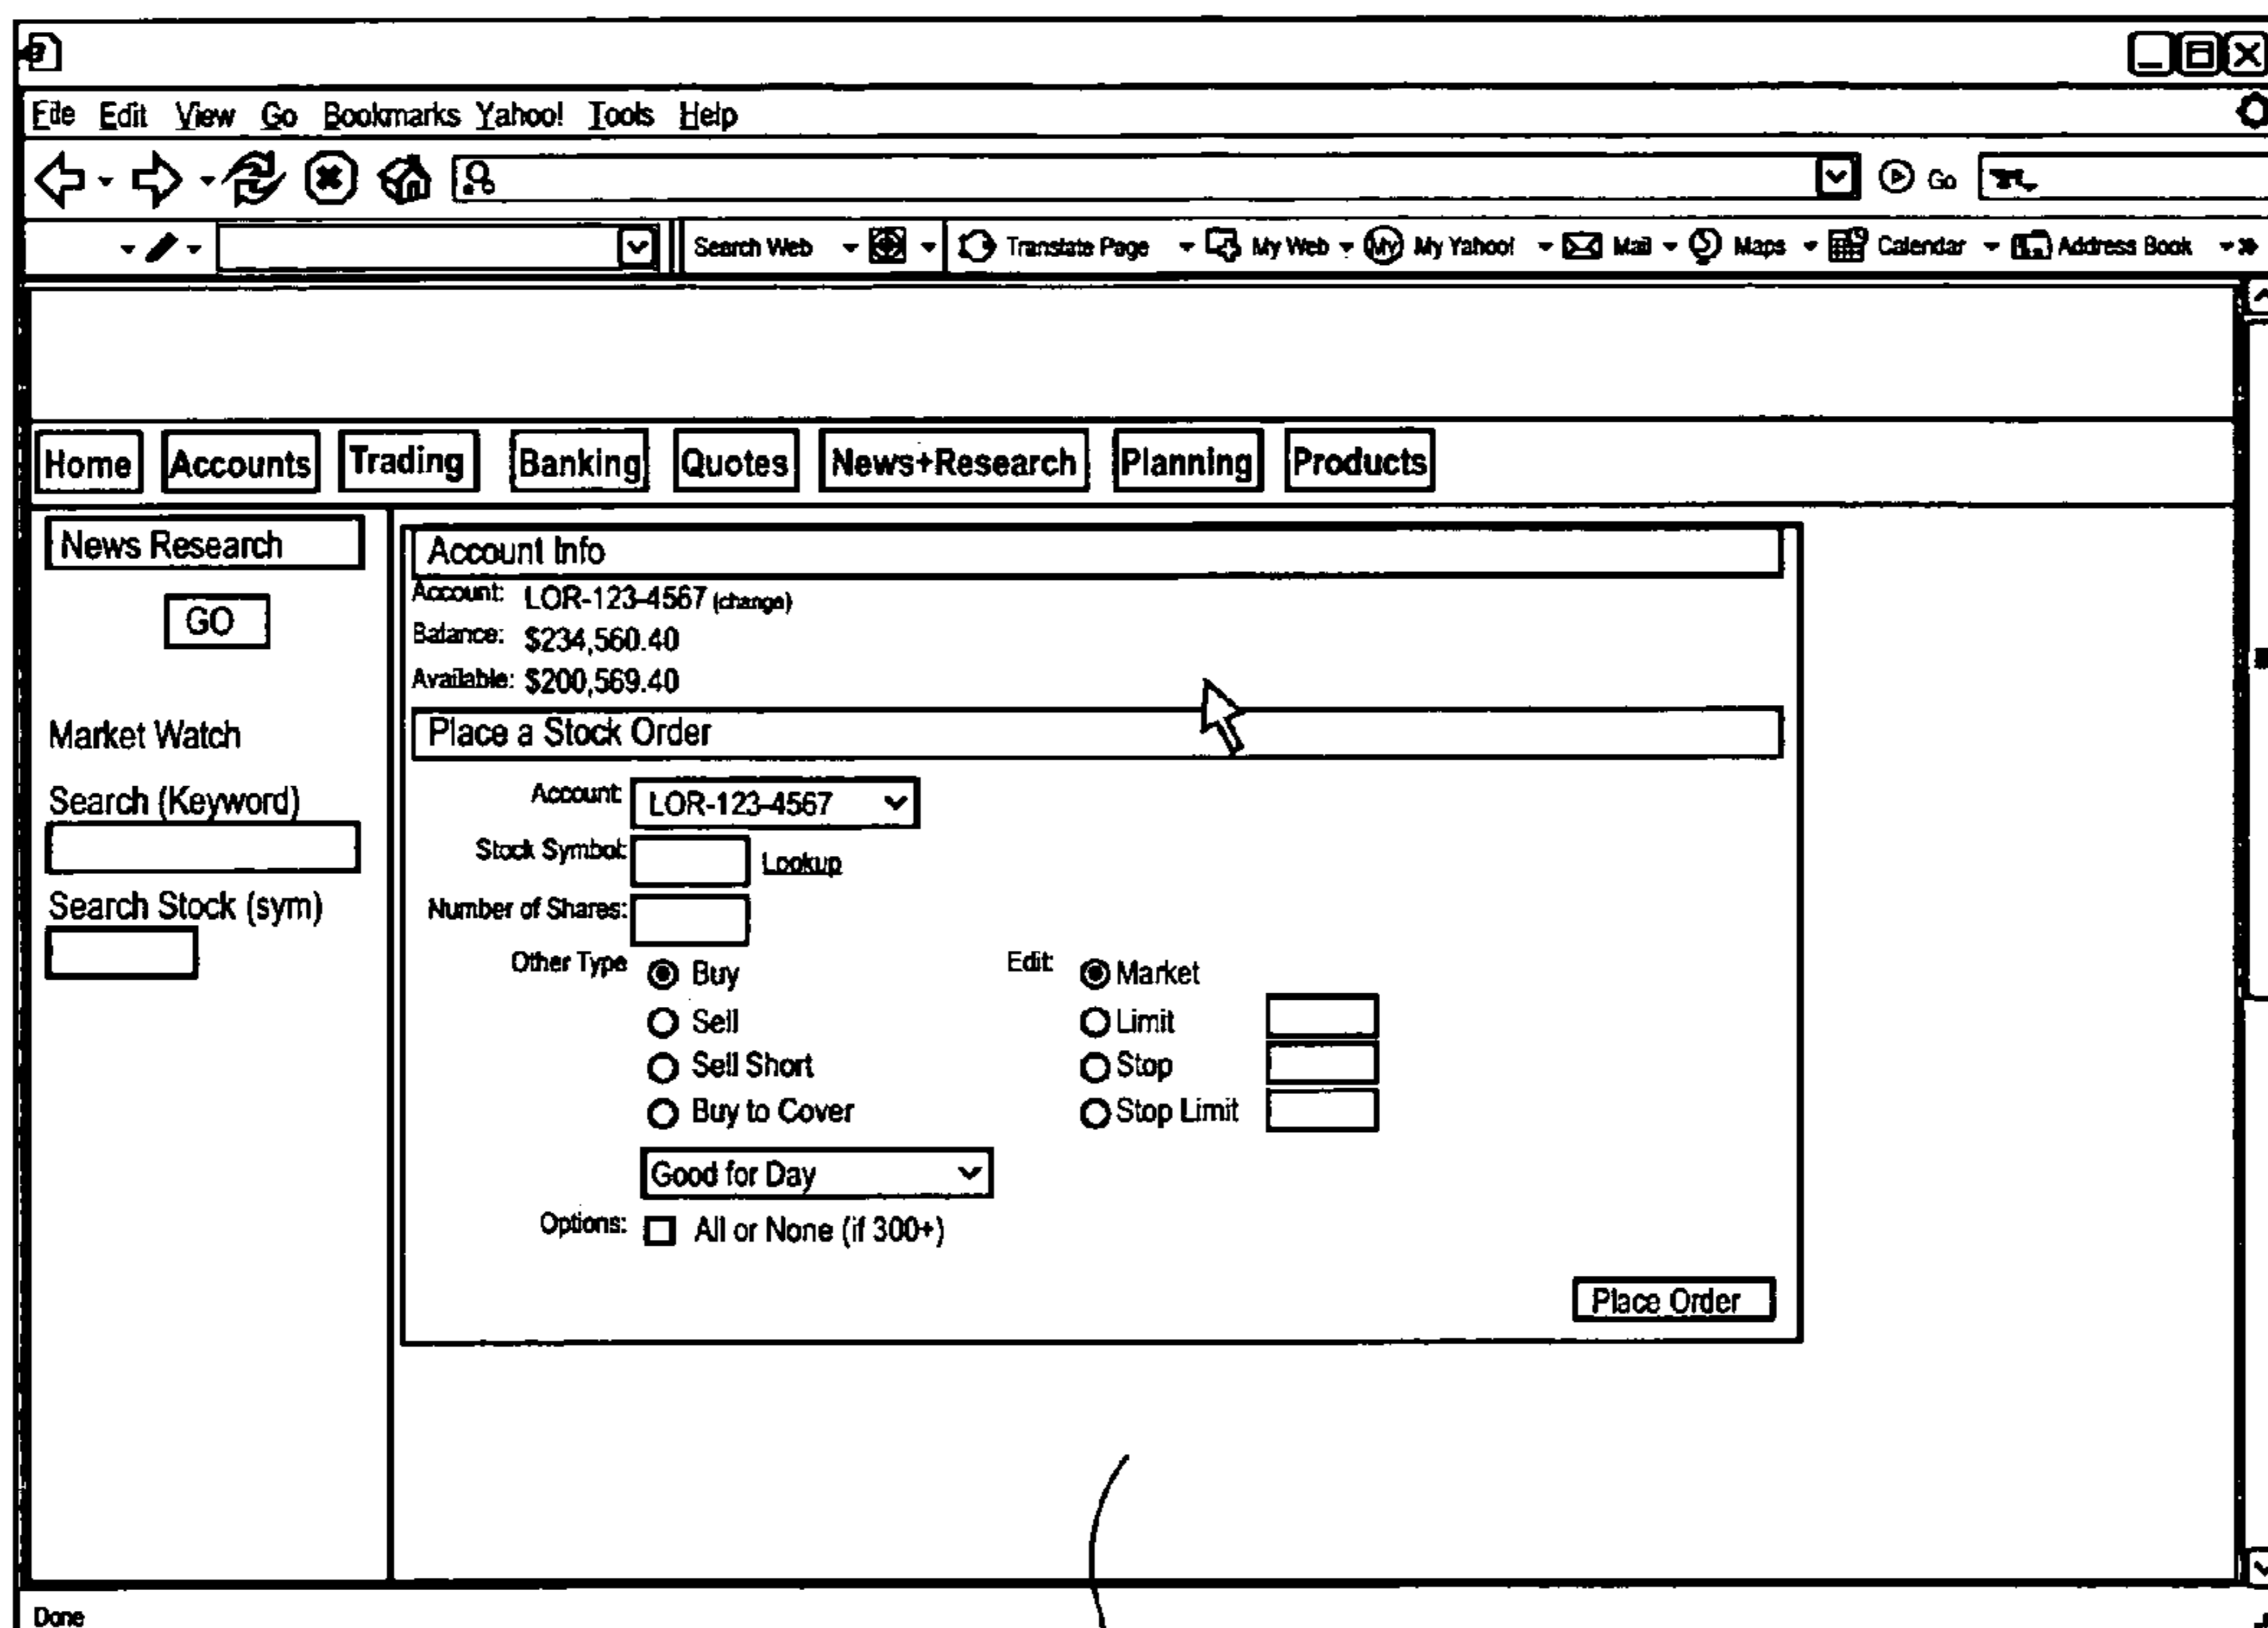 File Edit View Go Bookmarks Yahoo! Tools Help
Go
Search Web Translate Page My Web My My Yahoo! Mail Maps Calendar Address Book
Home Accounts Trading Banking Quotes News+Research Planning Products
News Research
GO
Market Watch
Search (Keyword)
Search Stock (sym)
Account Info
Account: LOR-123-4567 (change)
Balance: $234,560.40
Available: $200,569.40
Place a Stock Order
Account: LOR-123-4567
Stock Symbol: Lookup
Number of Shares:
Other Type Buy Edit: Market
Sell Limit
Sell Short Stop
Buy to Cover Stop Limit
Good for Day
Options: All or None (if 300+)
Place Order
Done